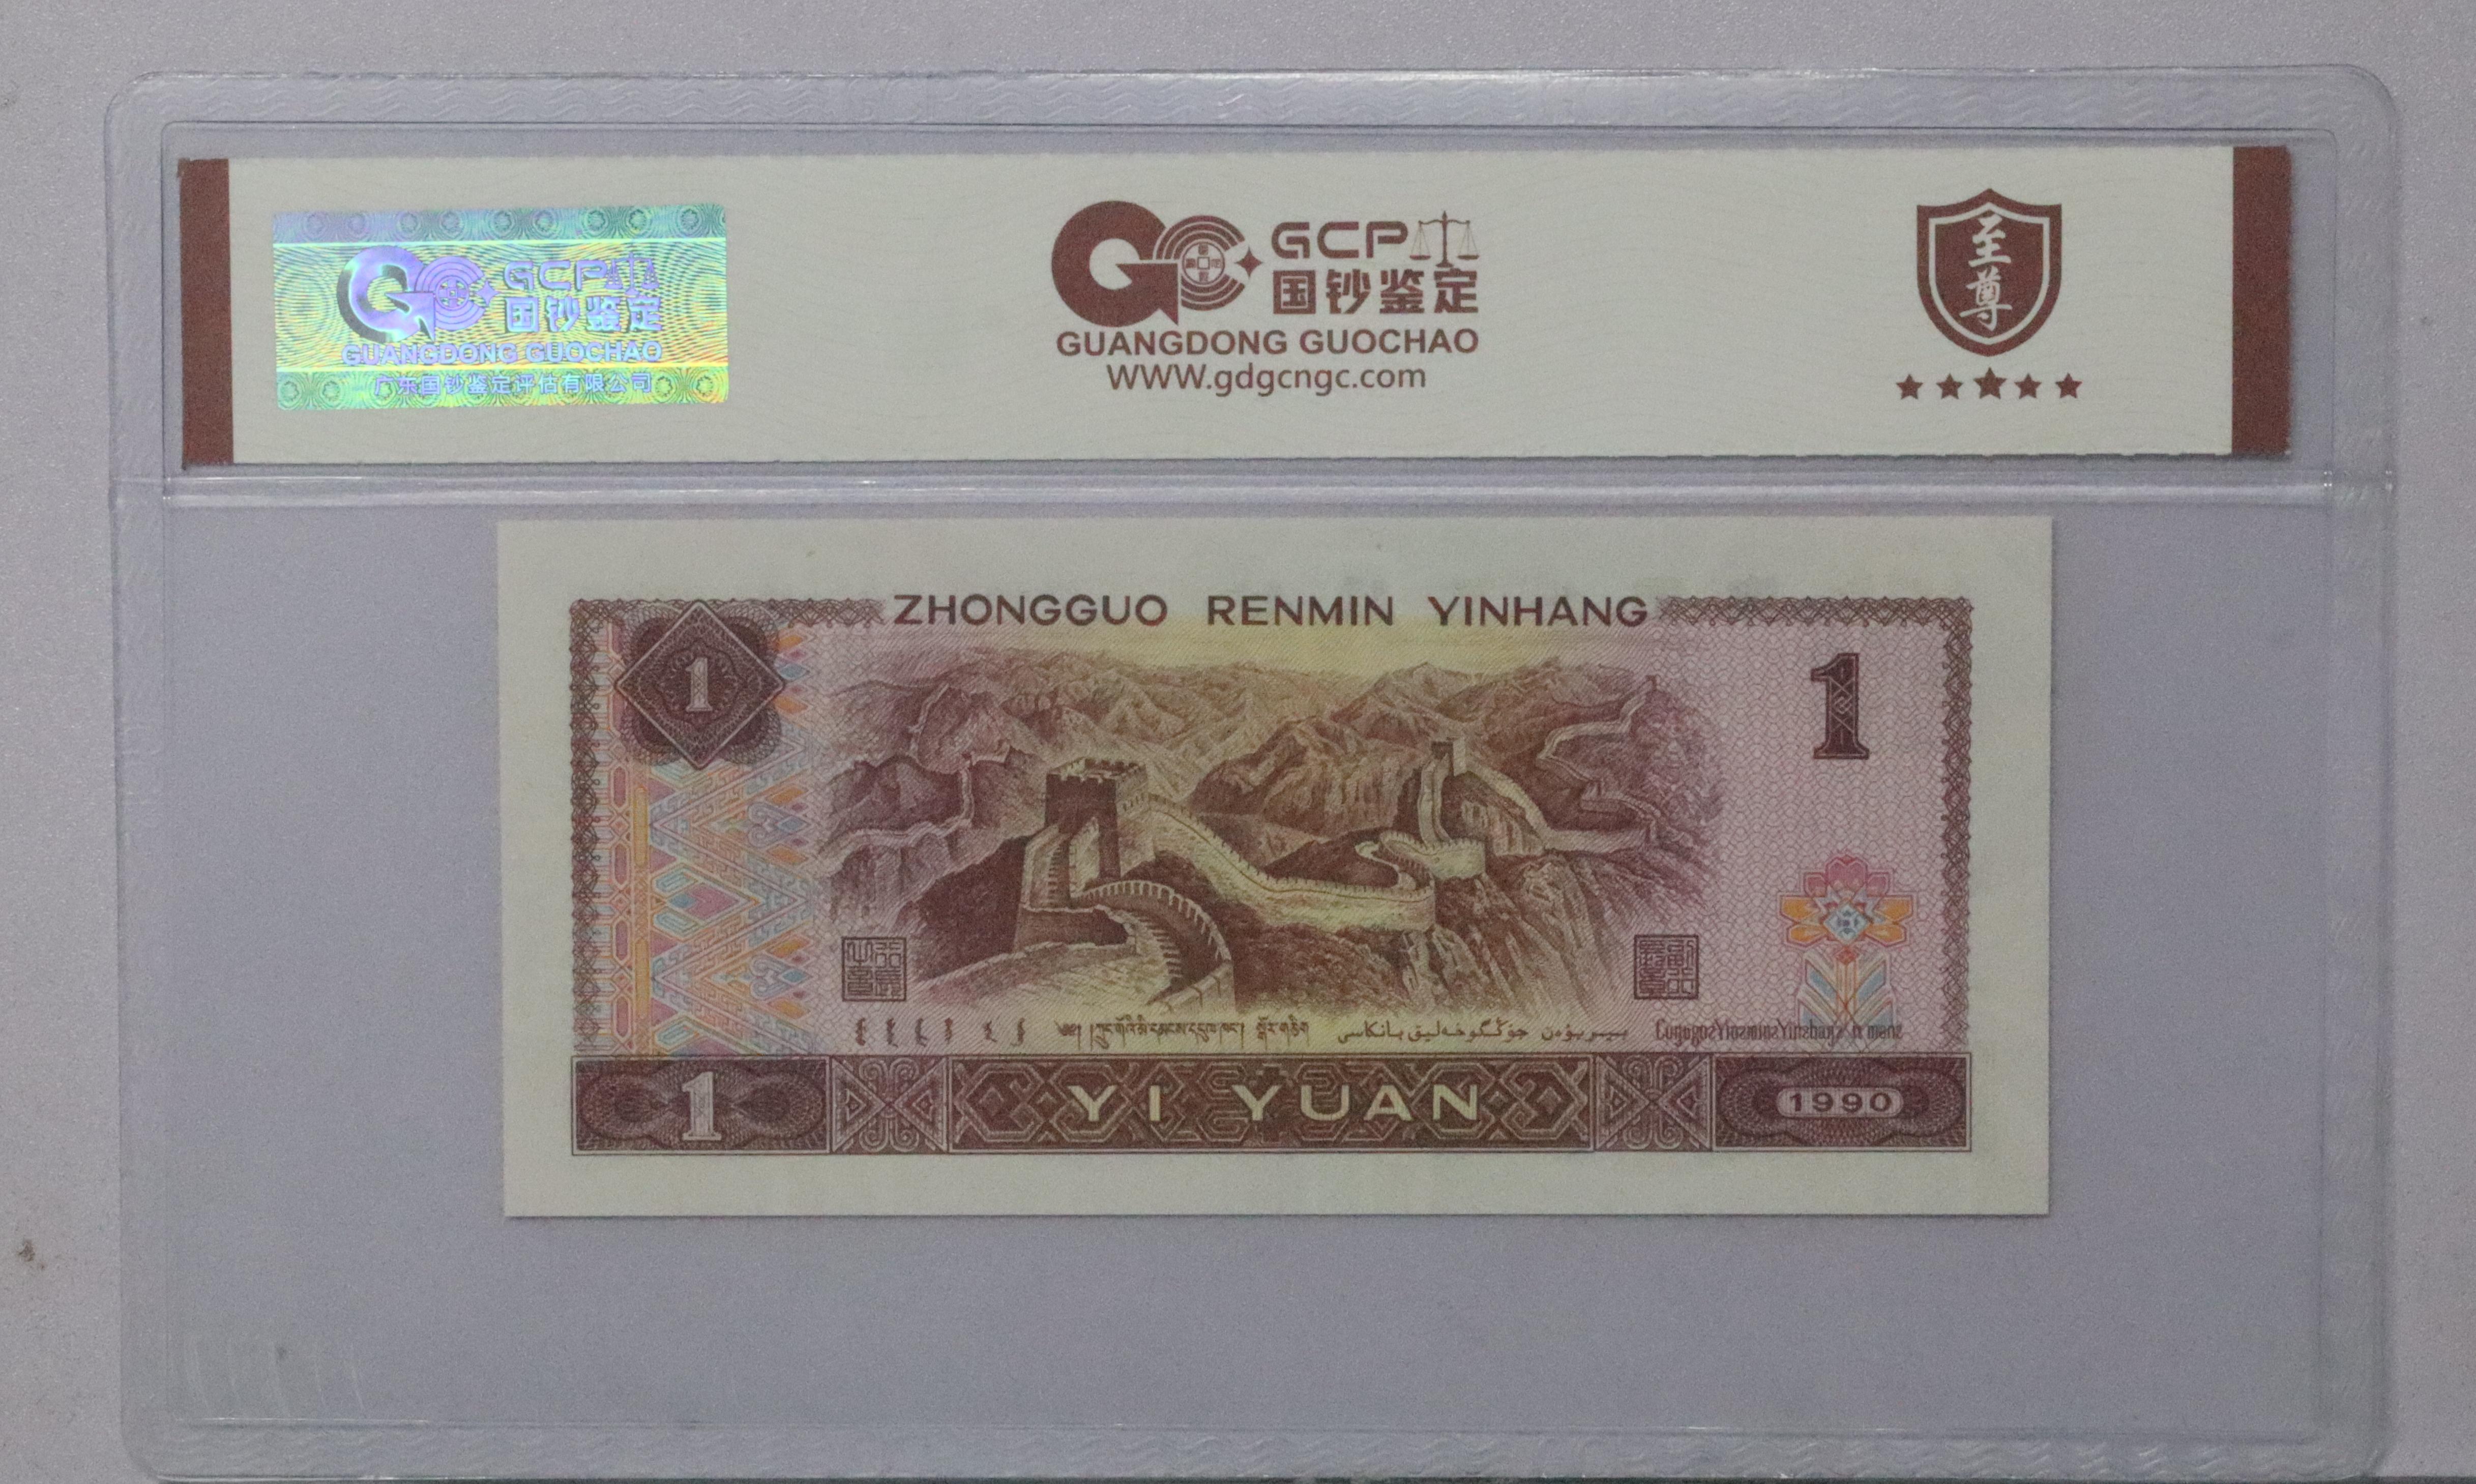 GCP
国钞鉴定
GUANGDONG GUOCHAO
广东国钞鉴定评估有限公司
GCP
国钞鉴定
GUANGDONG GUOCHAO
WWW.gdgcngc.com
至尊
ZHONGGUO RENMIN YINHANG
1
1
1
YI YUAN
1990